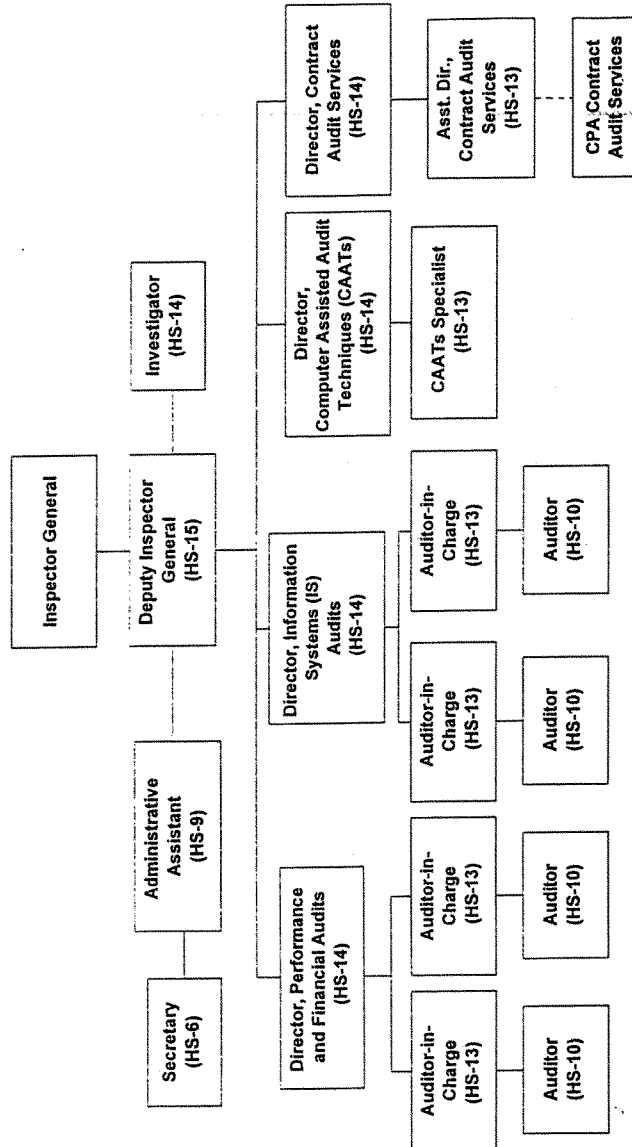 Inspector General
Secretary
(HS-6)
Administrative
Assistant
(HS-9)
Deputy Inspector
General
(HS-15)
Investigator
(HS-14)
Director, Performance
and Financial Audits
(HS-14)
Director, Information
Systems (IS)
Audits
(HS-14)
Director,
Computer Assisted Audit
Techniques (CAATs)
(HS-14)
Director, Contract
Audit Services
(HS-14)
Auditor-in-
Charge
(HS-13)
Auditor-in-
Charge
(HS-13)
Auditor-in-
Charge
(HS-13)
Auditor-in-
Charge
(HS-13)
CAATs Specialist
(HS-13)
Asst. Dir.,
Contract Audit
Services
(HS-13)
Auditor
(HS-10)
Auditor
(HS-10)
Auditor
(HS-10)
Auditor
(HS-10)
CPA Contract
Audit Services